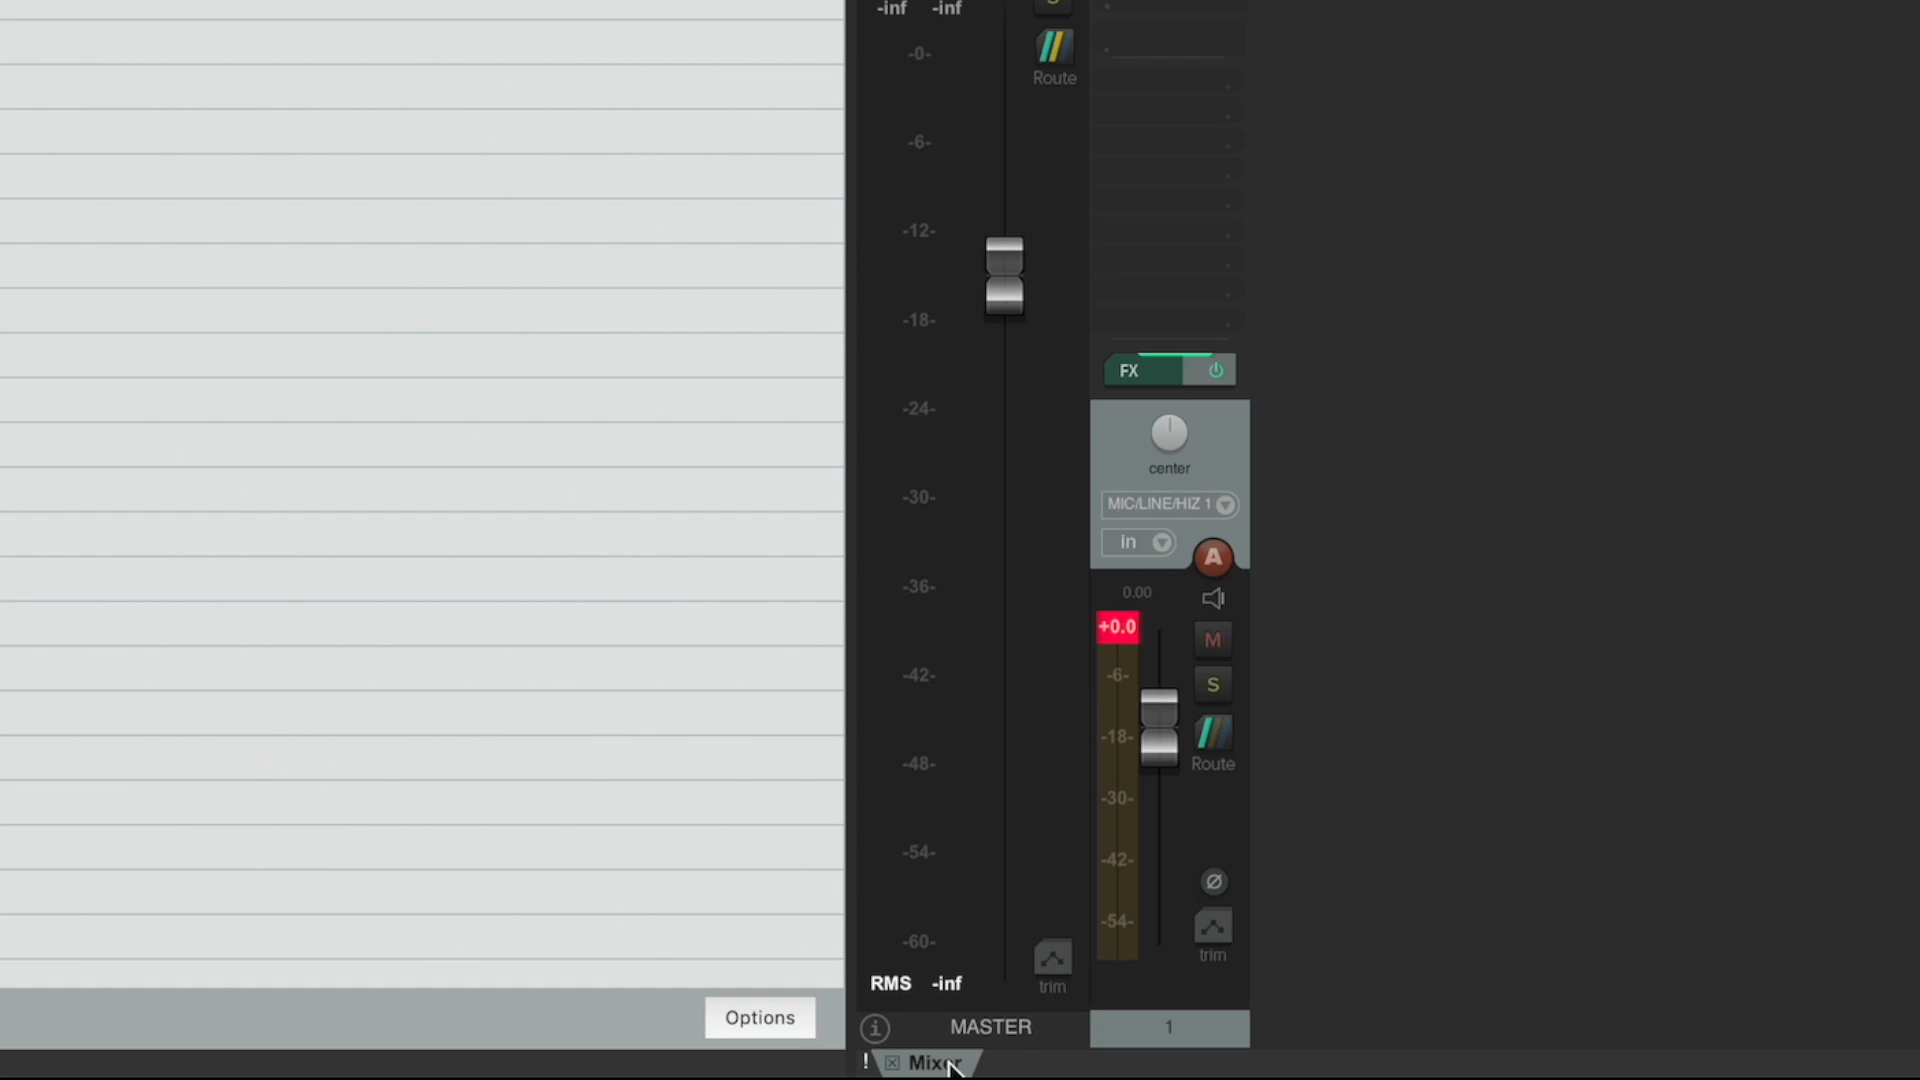 -inf -inf
-0-
-6-
-12-
-18-
-24-
-30-
-36-
-42-
-48-
-54-
-60-
RMS -inf
Route
trim
MASTER
FX
center
MIC/LINE/HIZ 1
in
A
0.00
+0.0
-6-
-18-
-30-
-42-
-54-
M
S
Route
Ø
trim
1
Options
! Mixer